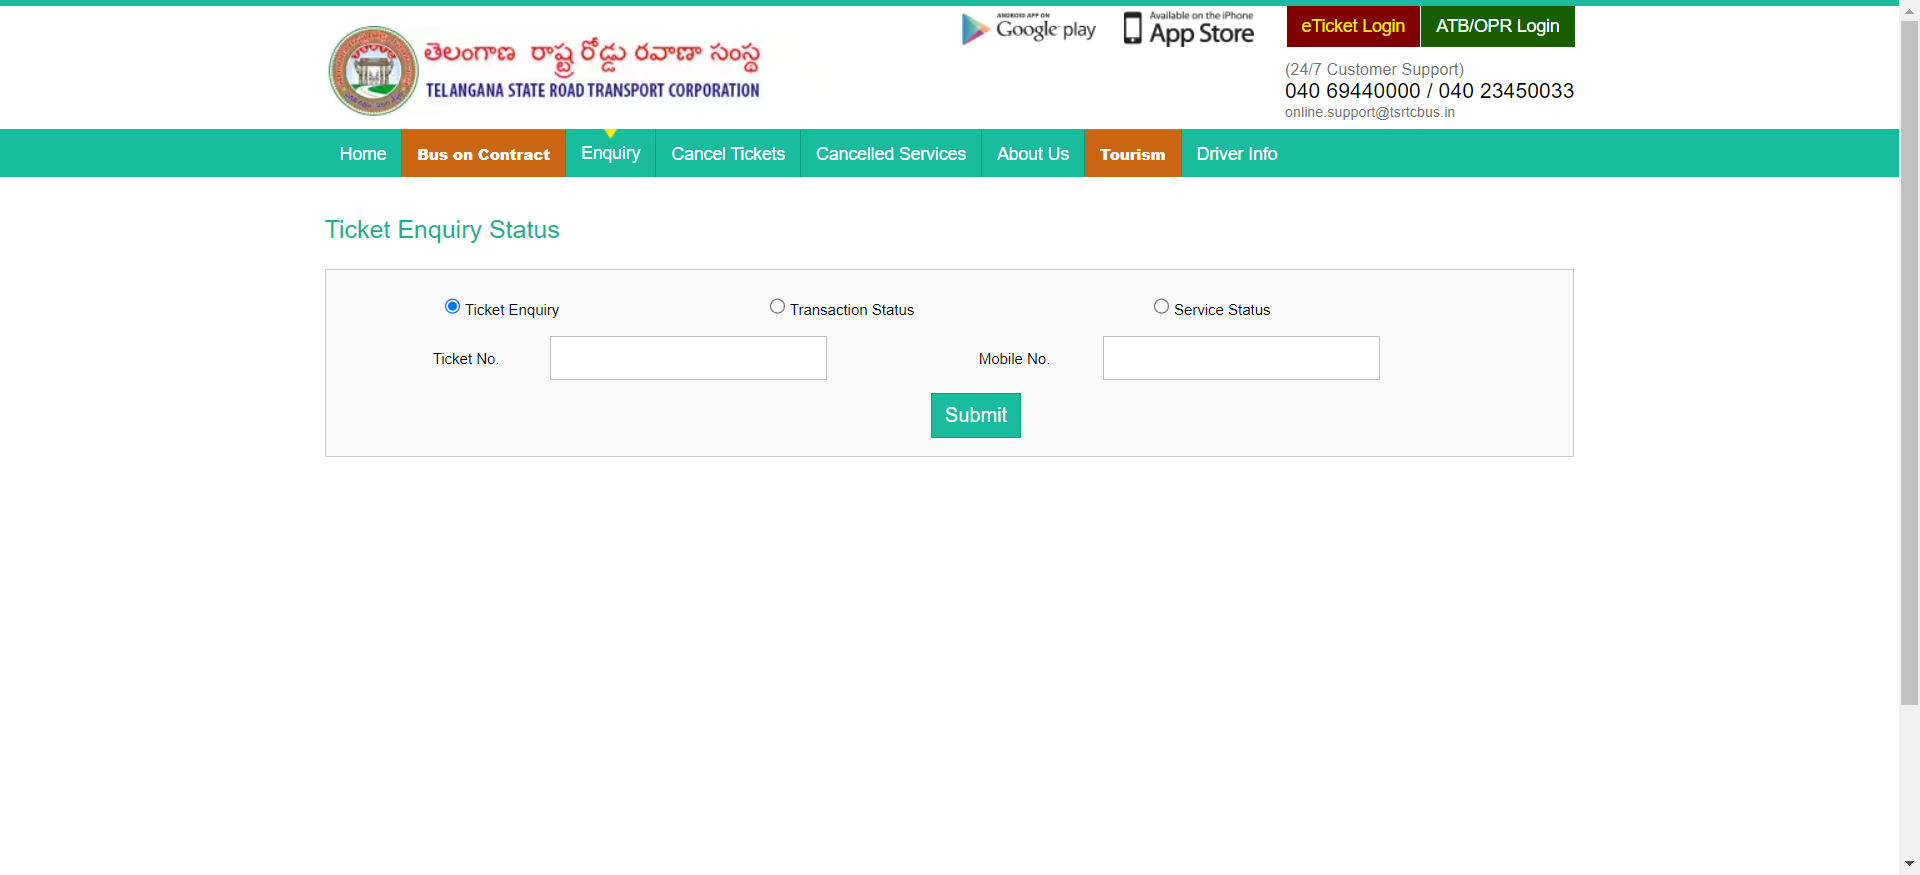 ANDROID APP ON
Google play
Available on the iPhone
App Store
eTicket Login
ATB/OPR Login
తెలంగాణ రాష్ట్ర రోడ్డు రవాణా సంస్థ
TELANGANA STATE ROAD TRANSPORT CORPORATION
(24/7 Customer Support)
040 69440000 / 040 23450033
online.support@tsrtcbus.in
Home Bus on Contract Enquiry Cancel Tickets Cancelled Services About Us Tourism Driver Info
Ticket Enquiry Status
Ticket Enquiry Transaction Status Service Status
Ticket No. Mobile No.
Submit